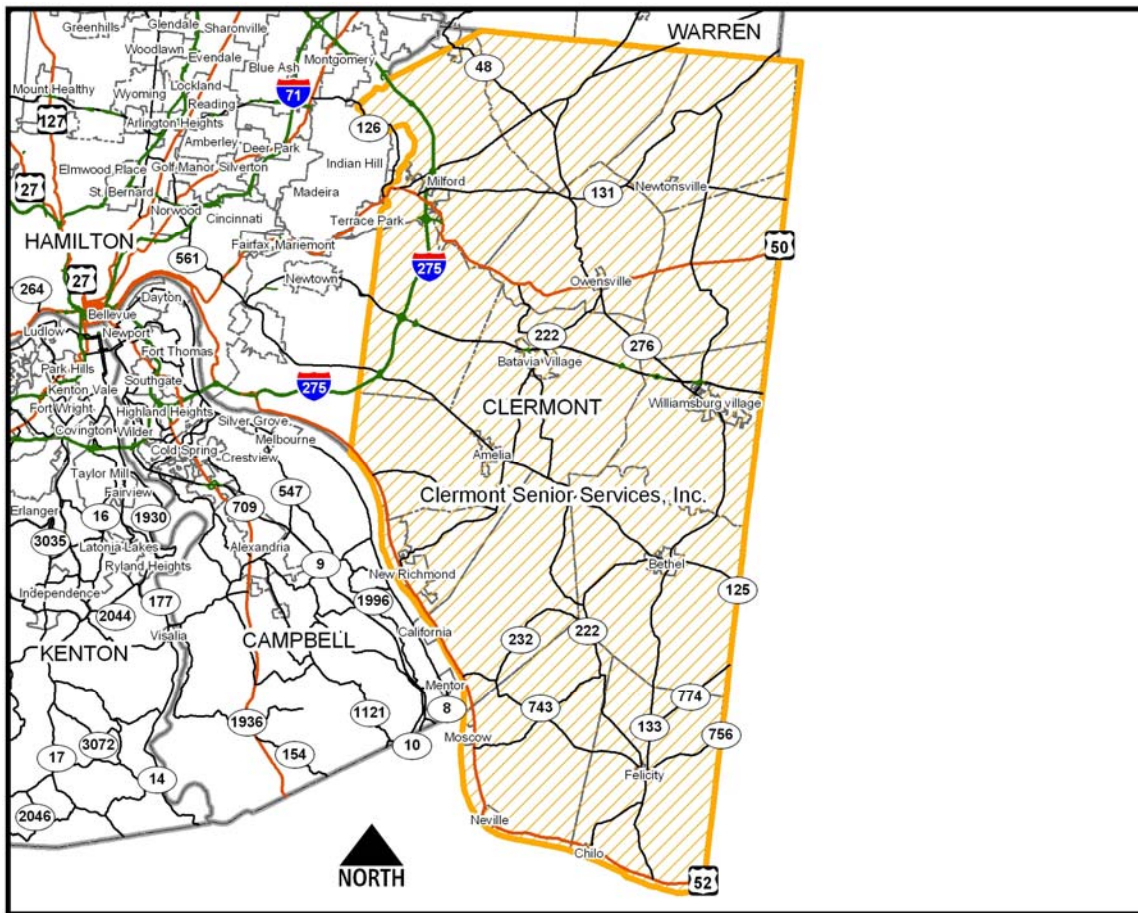 WARREN
Greenhills
Glendale
Sharonville
Woodlawn
Evendale
Montgomery
Blue Ash
48
Mount Healthy
Wyoming
Lockland
Reading
71
127
Arlington Heights
126
Amberley
Deer Park
Indian Hill
Elmwood Place
Golf Manor
Silverton
27
St. Bernard
Madeira
Milford
131
Newtonsville
Norwood
Cincinnati
Terrace Park
HAMILTON
Fairfax
Mariemont
50
561
275
27
Newtown
Owensville
264
Dayton
Bellevue
Ludlow
Newport
222
276
Fort Thomas
Batavia Village
Park Hills
Southgate
275
Kenton Vale
CLERMONT
Williamsburg village
Fort Wright
Highland Heights
Silver Grove
Covington
Wilder
Melbourne
Cold Spring
Crestview
Amelia
Taylor Mill
Fairview
547
Clermont Senior Services, Inc.
Erlanger
16
1930
709
3035
Latonia Lakes
Alexandria
9
Bethel
Ryland Heights
New Richmond
Independence
177
1996
125
2044
Visalia
California
232
222
KENTON
CAMPBELL
Mentor
774
8
743
1936
1121
133
17
3072
154
10
Moscow
756
14
Felicity
2046
Neville
Chilo
NORTH
52